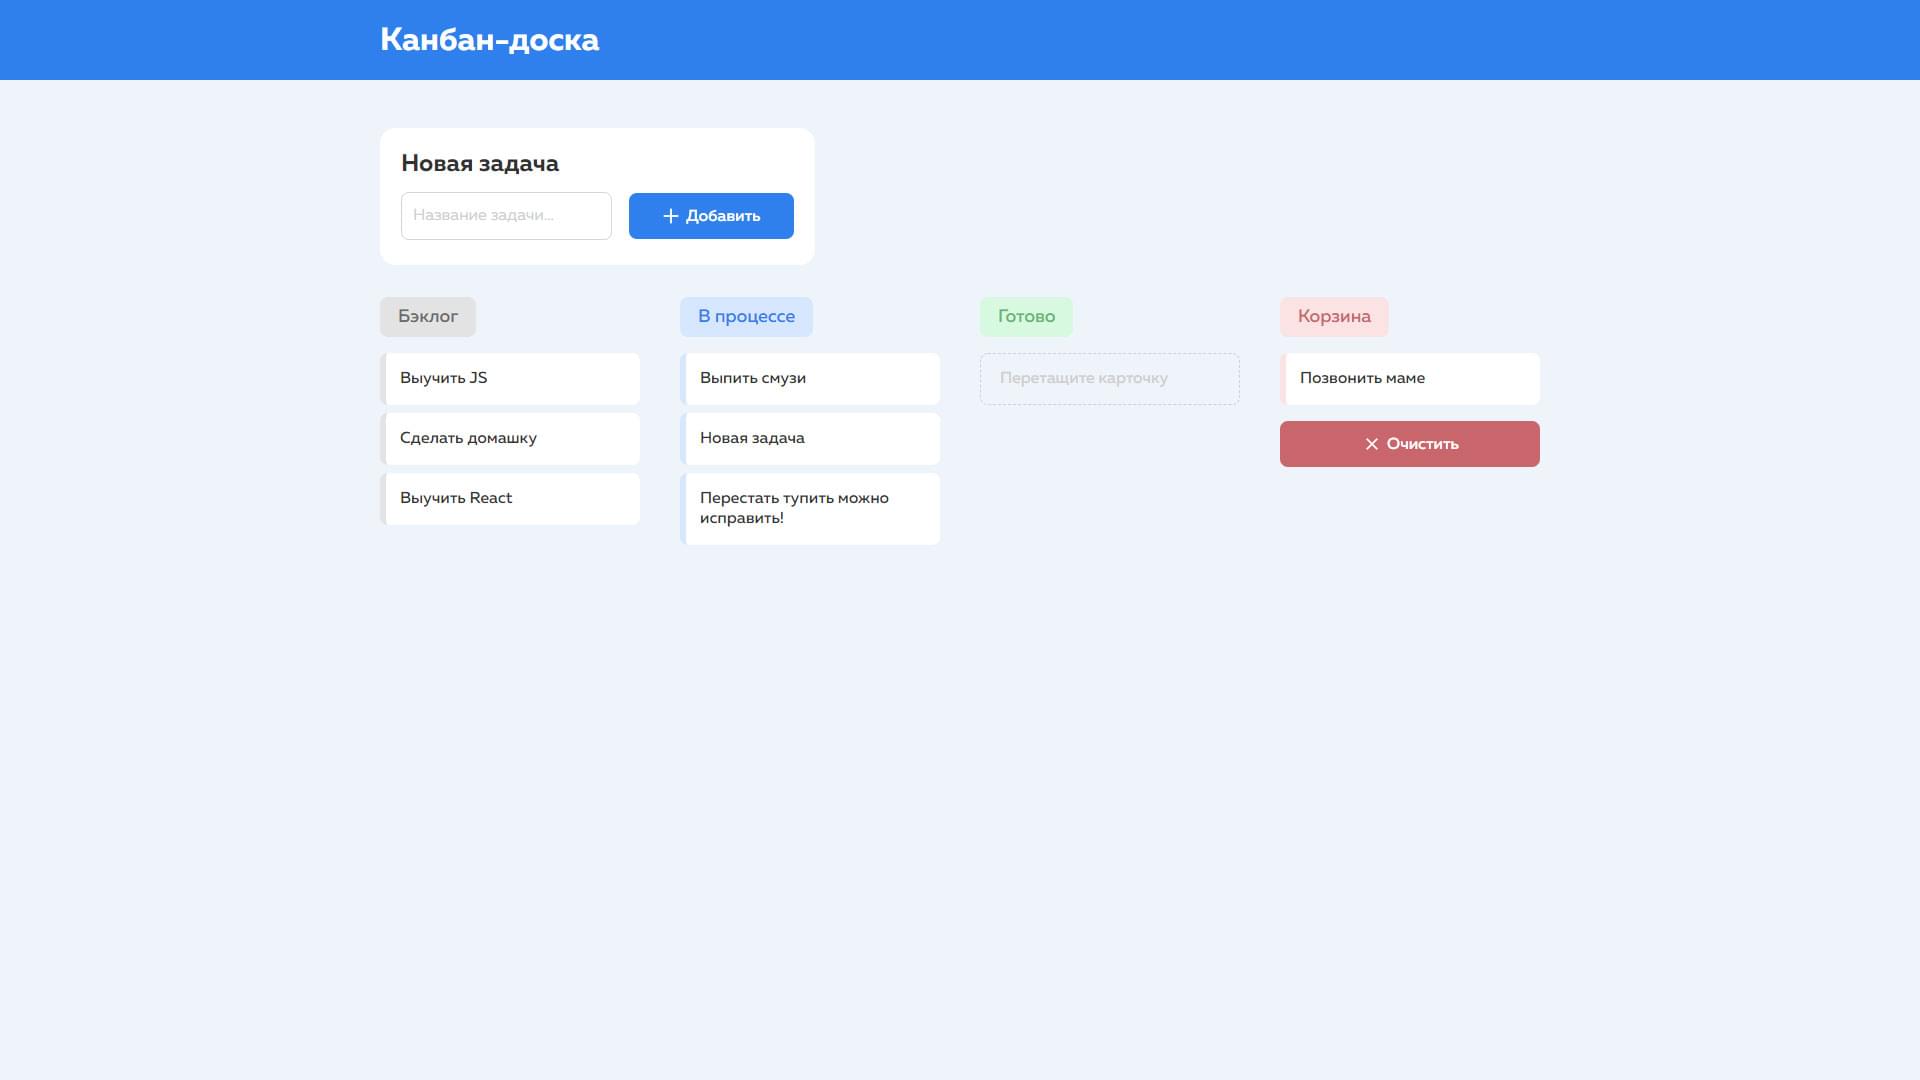 Канбан-доска
Новая задача
Название задачи...
Добавить
Бэклог
Выучить JS
Сделать домашку
Выучить React
В процессе
Выпить смузи
Новая задача
Перестать тупить можно
исправить!
Готово
Перетащите карточку
Корзина
Позвонить маме
Очистить